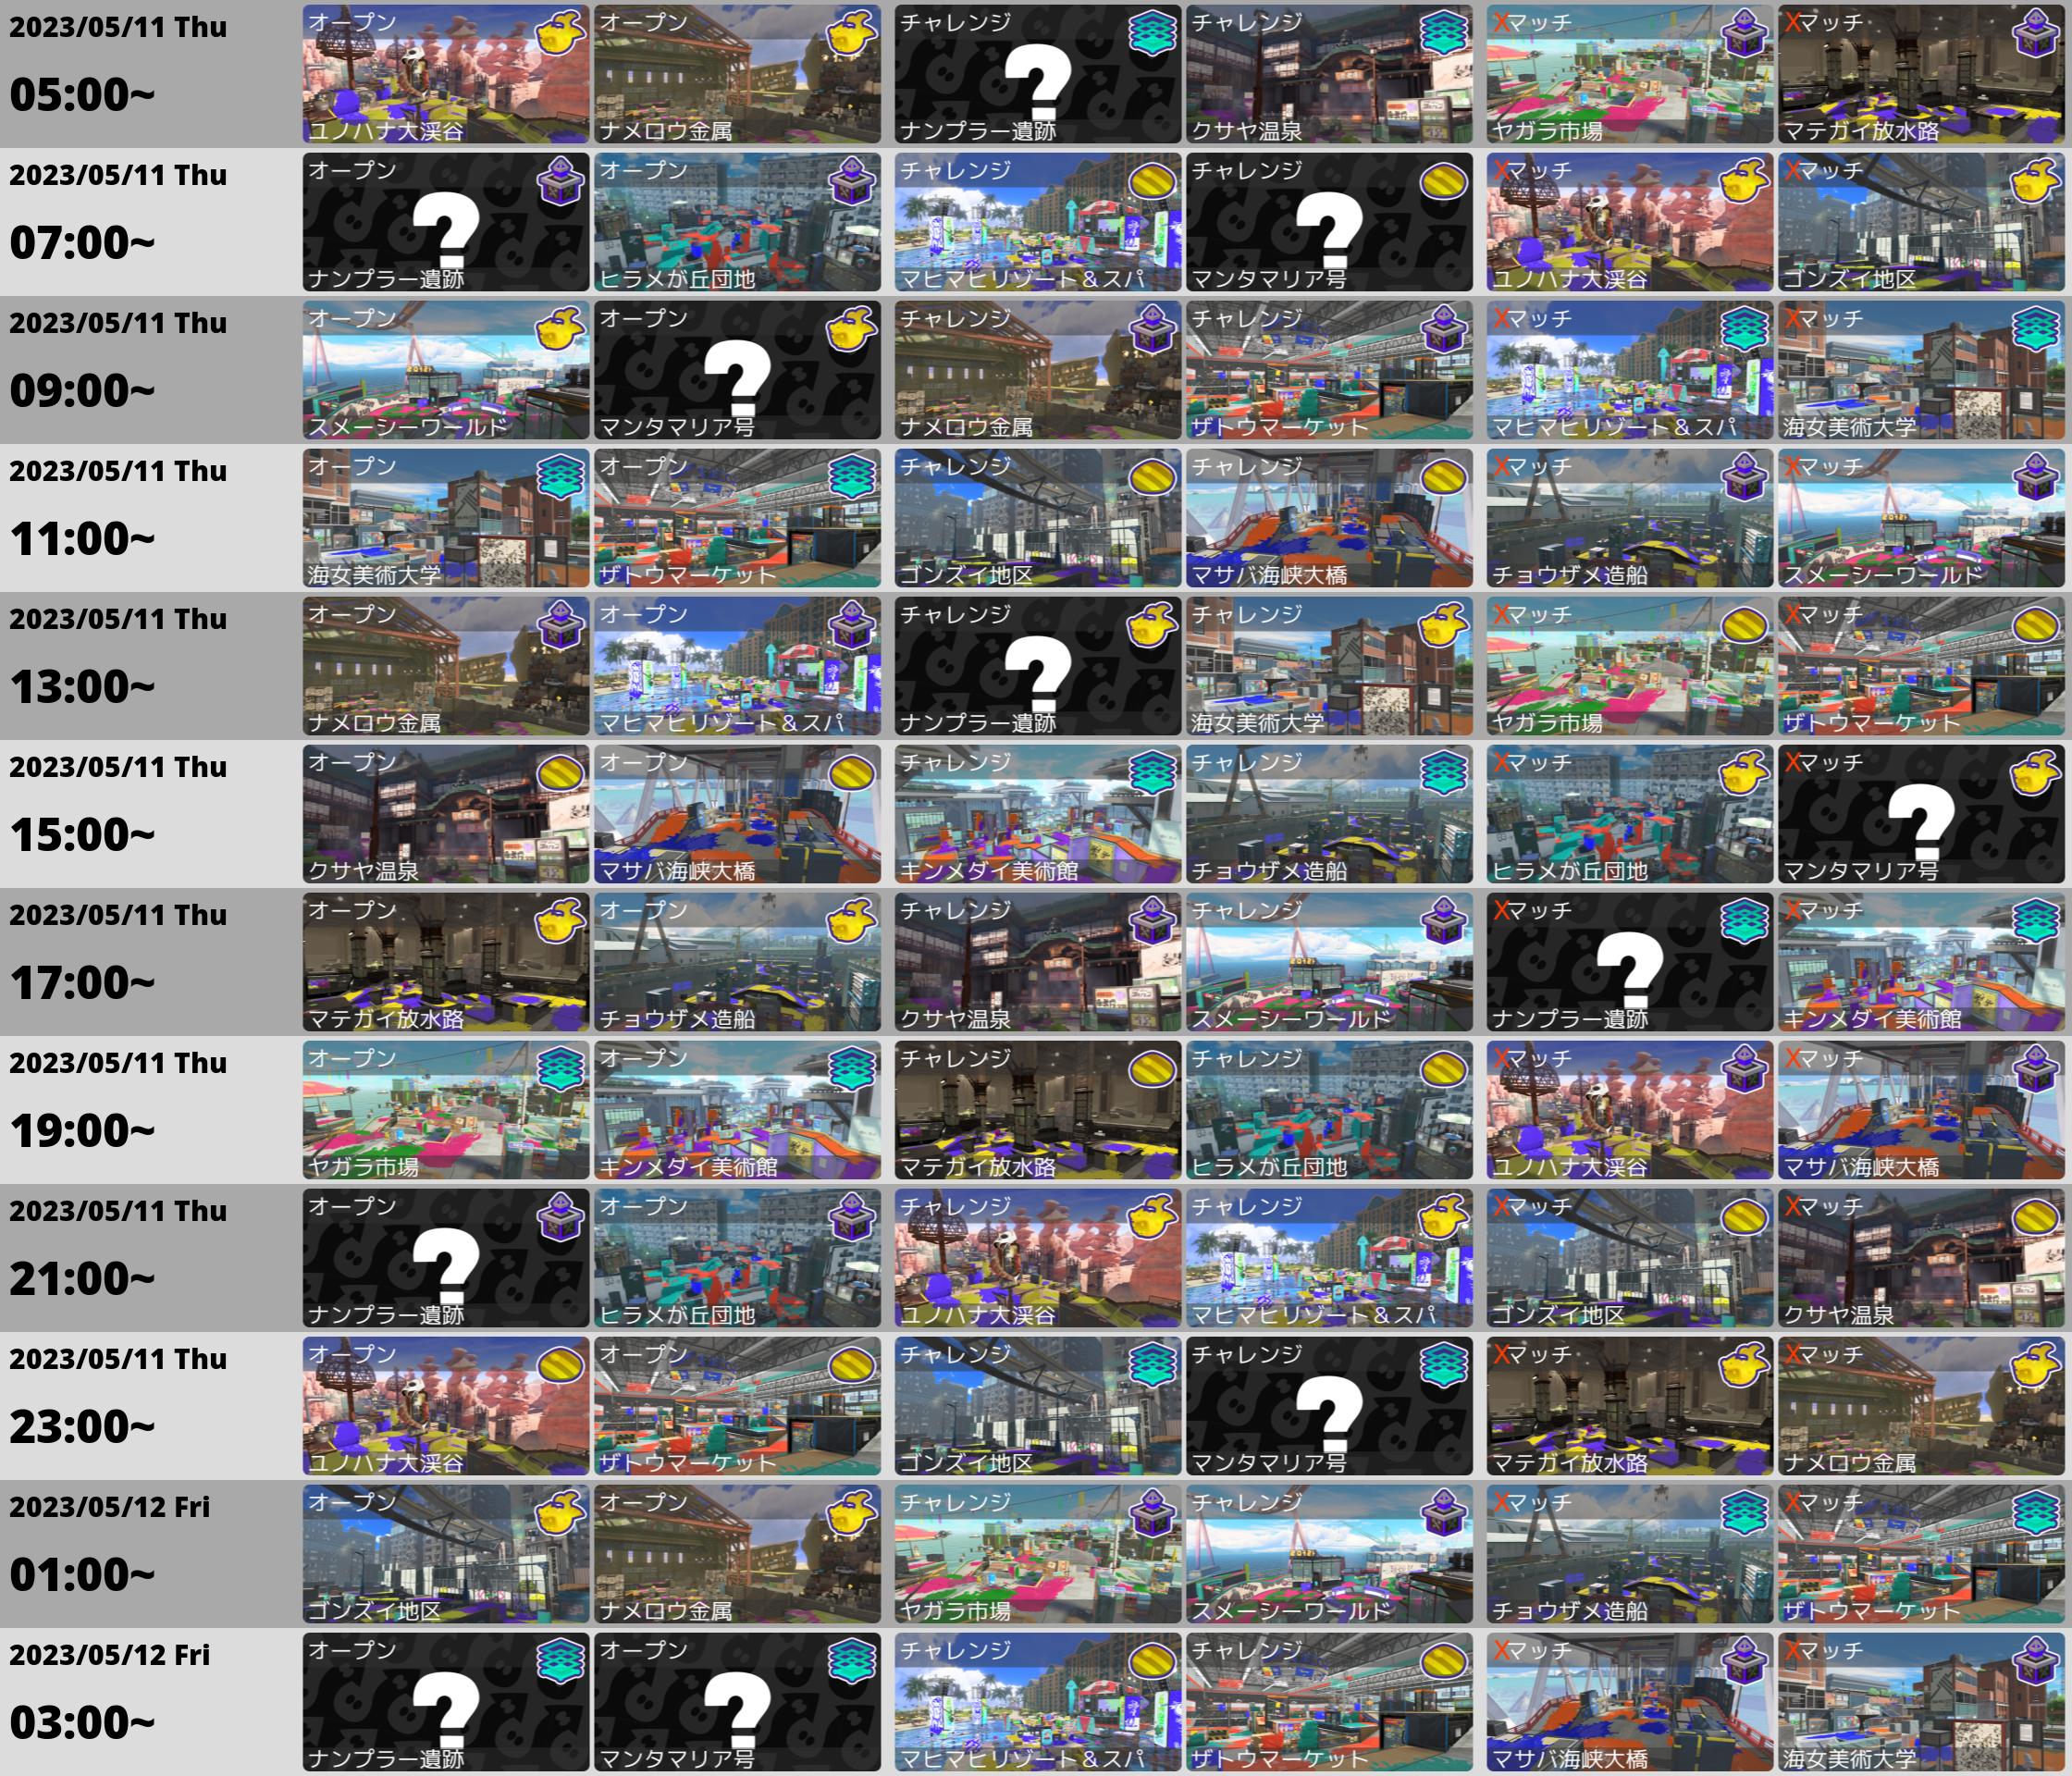 2023/05/11 Thu
05:00~
オープン
ユノハナ大渓谷
オープン
ナメロウ金属
チャレンジ
ナンプラー遺跡
チャレンジ
クサヤ温泉
Xマッチ
ヤガラ市場
Xマッチ
マテガイ放水路
2023/05/11 Thu
07:00~
オープン
ナンプラー遺跡
オープン
ヒラメが丘団地
チャレンジ
マヒマヒリゾート&スパ
チャレンジ
マンタマリア号
Xマッチ
ユノハナ大渓谷
Xマッチ
ゴンズイ地区
2023/05/11 Thu
09:00~
オープン
スメーシーワールド
オープン
マンタマリア号
チャレンジ
ナメロウ金属
チャレンジ
ザトウマーケット
Xマッチ
マヒマヒリゾート&スパ
Xマッチ
海女美術大学
2023/05/11 Thu
11:00~
オープン
海女美術大学
オープン
ザトウマーケット
チャレンジ
ゴンズイ地区
チャレンジ
マサバ海峡大橋
Xマッチ
チョウザメ造船
Xマッチ
スメーシーワールド
2023/05/11 Thu
13:00~
オープン
ナメロウ金属
オープン
マヒマヒリゾート&スパ
チャレンジ
ナンプラー遺跡
チャレンジ
海女美術大学
Xマッチ
ヤガラ市場
Xマッチ
ザトウマーケット
2023/05/11 Thu
15:00~
オープン
クサヤ温泉
オープン
マサバ海峡大橋
チャレンジ
キンメダイ美術館
チャレンジ
チョウザメ造船
Xマッチ
ヒラメが丘団地
Xマッチ
マンタマリア号
2023/05/11 Thu
17:00~
オープン
マテガイ放水路
オープン
チョウザメ造船
チャレンジ
クサヤ温泉
チャレンジ
スメーシーワールド
Xマッチ
ナンプラー遺跡
Xマッチ
キンメダイ美術館
2023/05/11 Thu
19:00~
オープン
ヤガラ市場
オープン
キンメダイ美術館
チャレンジ
マテガイ放水路
チャレンジ
ヒラメが丘団地
Xマッチ
ユノハナ大渓谷
Xマッチ
マサバ海峡大橋
2023/05/11 Thu
21:00~
オープン
ナンプラー遺跡
オープン
ヒラメが丘団地
チャレンジ
ユノハナ大渓谷
チャレンジ
マヒマヒリゾート&スパ
Xマッチ
ゴンズイ地区
Xマッチ
クサヤ温泉
2023/05/11 Thu
23:00~
オープン
ユノハナ大渓谷
オープン
ザトウマーケット
チャレンジ
ゴンズイ地区
チャレンジ
マンタマリア号
Xマッチ
マテガイ放水路
Xマッチ
ナメロウ金属
2023/05/12 Fri
01:00~
オープン
ゴンズイ地区
オープン
ナメロウ金属
チャレンジ
ヤガラ市場
チャレンジ
スメーシーワールド
Xマッチ
チョウザメ造船
Xマッチ
ザトウマーケット
2023/05/12 Fri
03:00~
オープン
ナンプラー遺跡
オープン
マンタマリア号
チャレンジ
マヒマヒリゾート&スパ
チャレンジ
ザトウマーケット
Xマッチ
マサバ海峡大橋
Xマッチ
海女美術大学